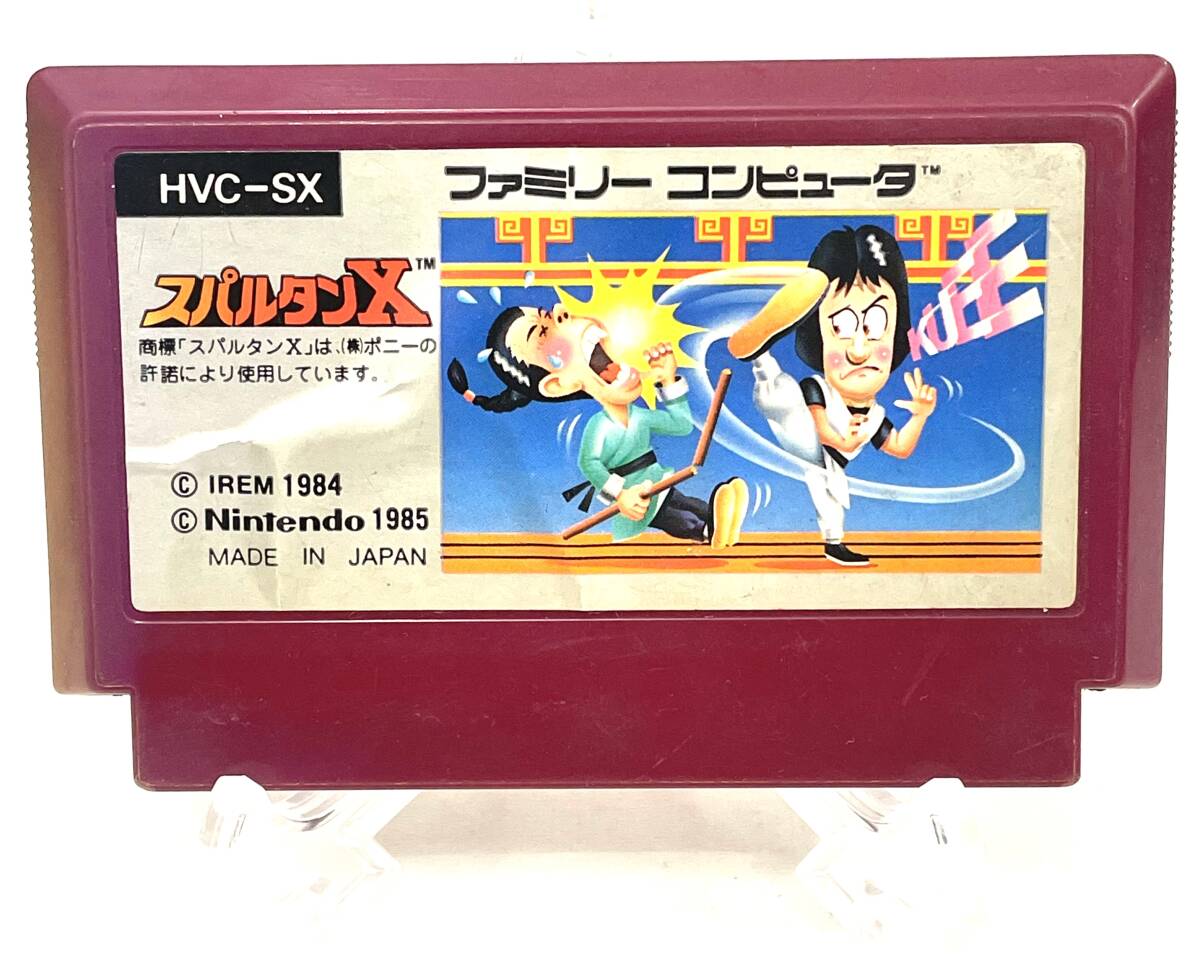 HVC-SX
ファミリー コンピュータ™
スパルタンX™
商標「スパルタンX」は、(株)ポニーの
許諾により使用しています。
© IREM 1984
© Nintendo 1985
MADE IN JAPAN
KUEEE